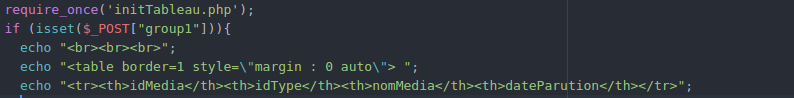 require_once('initTableau.php');
if (isset($_POST["group1"])){
echo "<br><br><br>";
echo "<table border=1 style=\"margin : 0 auto\"> ";
echo "<tr><th>idMedia</th><th>idType</th><th>nomMedia</th><th>dateParution</th></tr>";